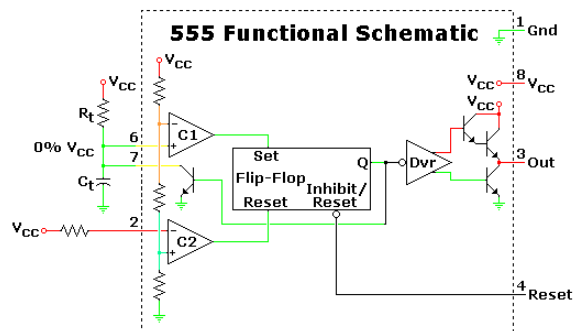 555 Functional Schematic
1
Gnd
VCC
VCC
8
VCC
VCC
VCC
Rt
C1
6
0% VCC
7
Set
Q
Dvr
3
Out
Flip-Flop
Inhibit/
Reset
Reset
Ct
2
VCC
C2
4
Reset